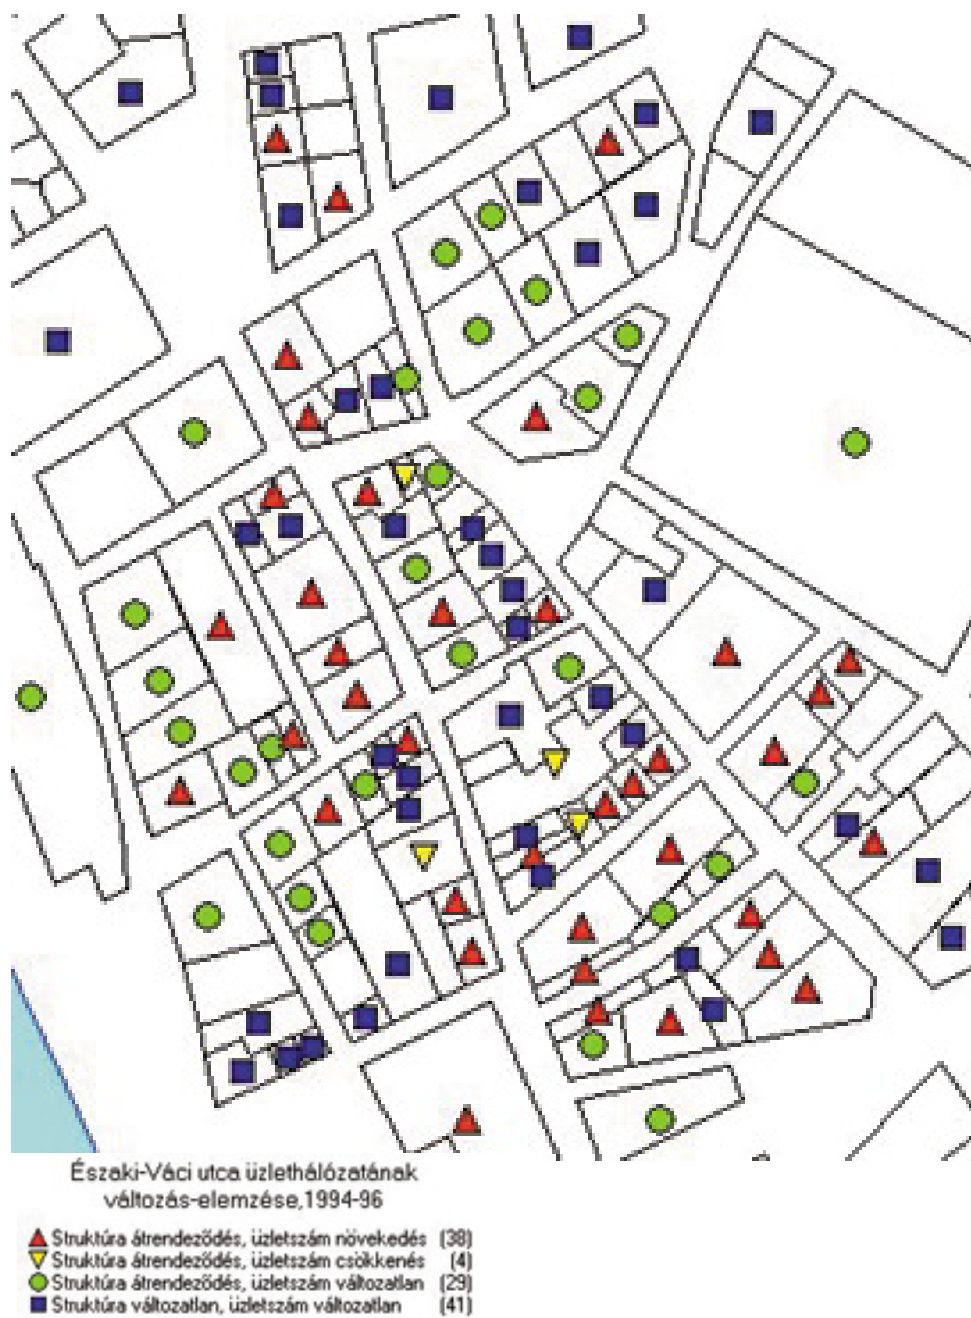 Északi-Váci utca üzlethálózatának
változás-elemzése,1994-96
Struktúra átrendeződés, üzletszám növekedés (38)
Struktúra átrendeződés, üzletszám csökkenés (4)
Struktúra átrendeződés, üzletszám változatlan (29)
Struktúra változatlan, üzletszám változatlan (41)